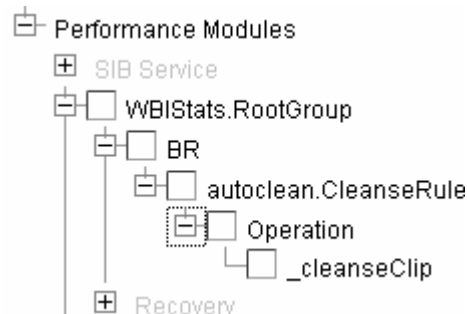 Performance Modules
SIB Service
WBIStats.RootGroup
BR
autoclean.CleanseRule
Operation
_cleanseClip
Recovery